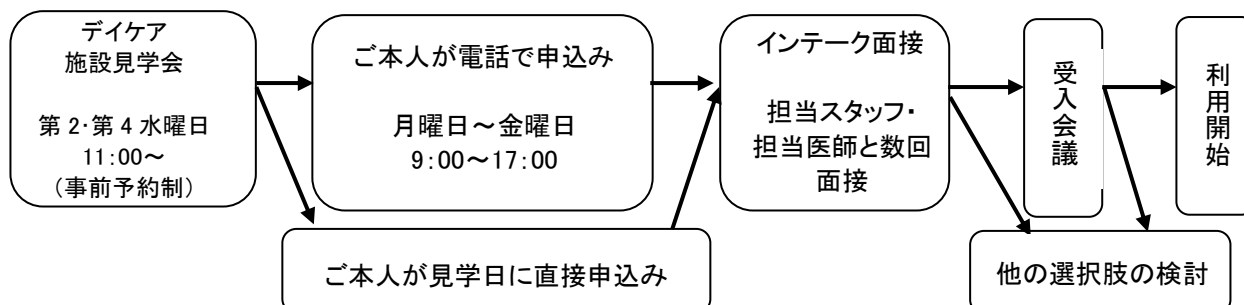 デイケア
施設見学会
第2・第4水曜日
11:00～
（事前予約制）
ご本人が電話で申込み
月曜日～金曜日
9:00～17:00
ご本人が見学日に直接申込み
インテーク面接
担当スタッフ・
担当医師と数回
面接
受入会議
利用開始
他の選択肢の検討